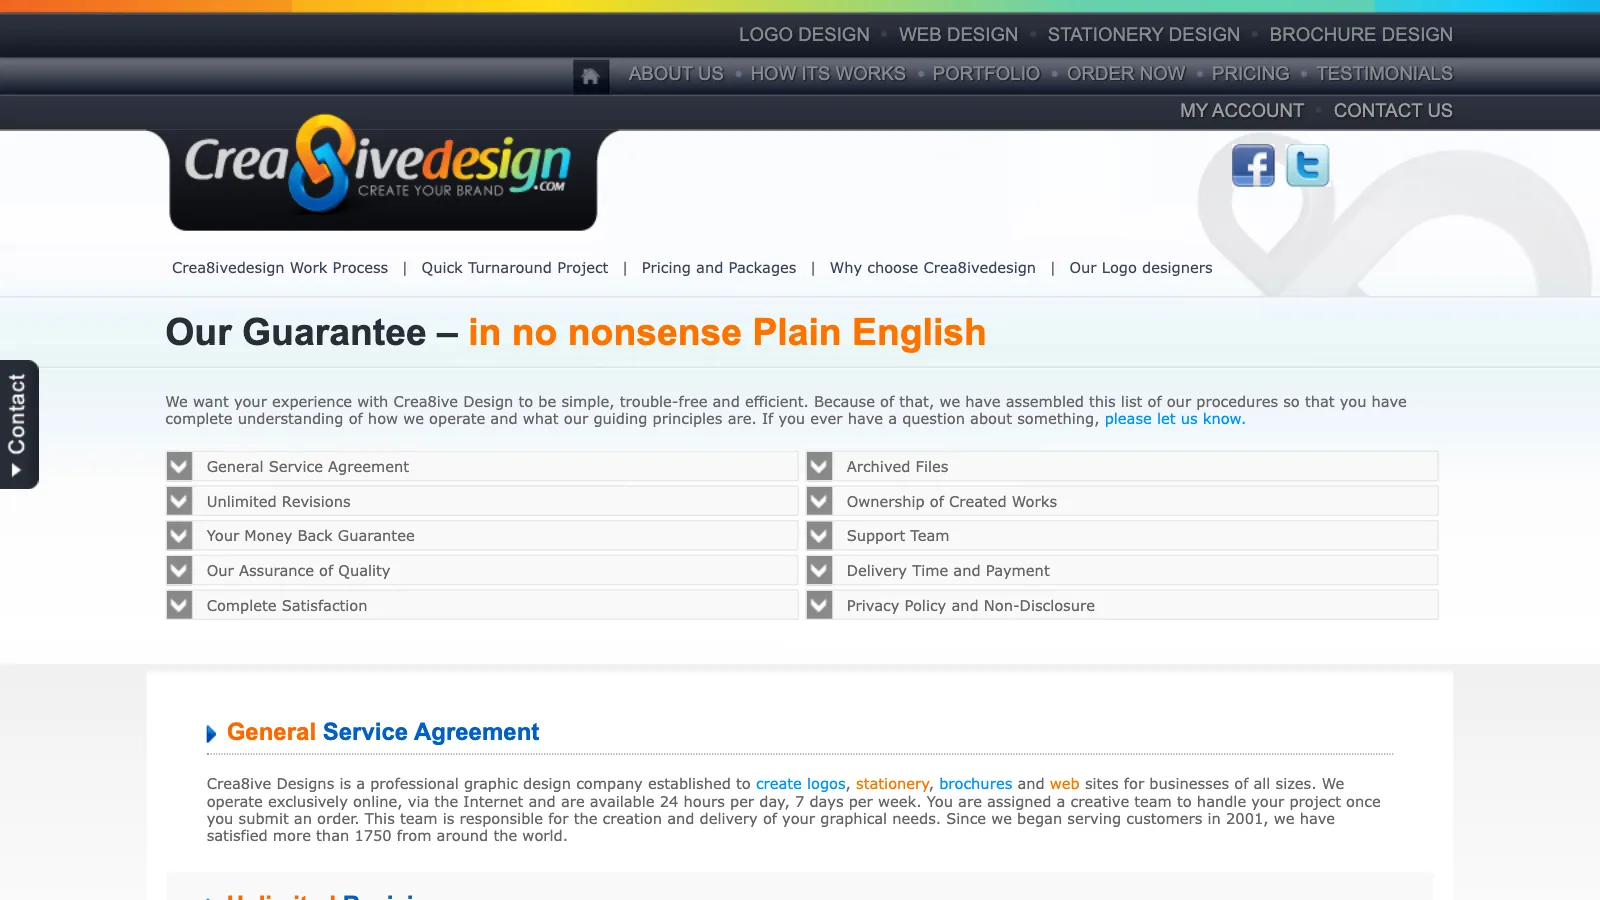 LOGO DESIGN • WEB DESIGN • STATIONERY DESIGN • BROCHURE DESIGN
ABOUT US • HOW ITS WORKS • PORTFOLIO • ORDER NOW • PRICING • TESTIMONIALS
MY ACCOUNT • CONTACT US
Crea8ivedesign.COM
CREATE YOUR BRAND
Crea8ivedesign Work Process | Quick Turnaround Project | Pricing and Packages | Why choose Crea8ivedesign | Our Logo designers
Our Guarantee – in no nonsense Plain English
Contact
We want your experience with Crea8ive Design to be simple, trouble-free and efficient. Because of that, we have assembled this list of our procedures so that you have
complete understanding of how we operate and what our guiding principles are. If you ever have a question about something, please let us know.
General Service Agreement
Unlimited Revisions
Your Money Back Guarantee
Our Assurance of Quality
Complete Satisfaction
Archived Files
Ownership of Created Works
Support Team
Delivery Time and Payment
Privacy Policy and Non-Disclosure
General Service Agreement
Crea8ive Designs is a professional graphic design company established to create logos, stationery, brochures and web sites for businesses of all sizes. We
operate exclusively online, via the Internet and are available 24 hours per day, 7 days per week. You are assigned a creative team to handle your project once
you submit an order. This team is responsible for the creation and delivery of your graphical needs. Since we began serving customers in 2001, we have
satisfied more than 1750 from around the world.